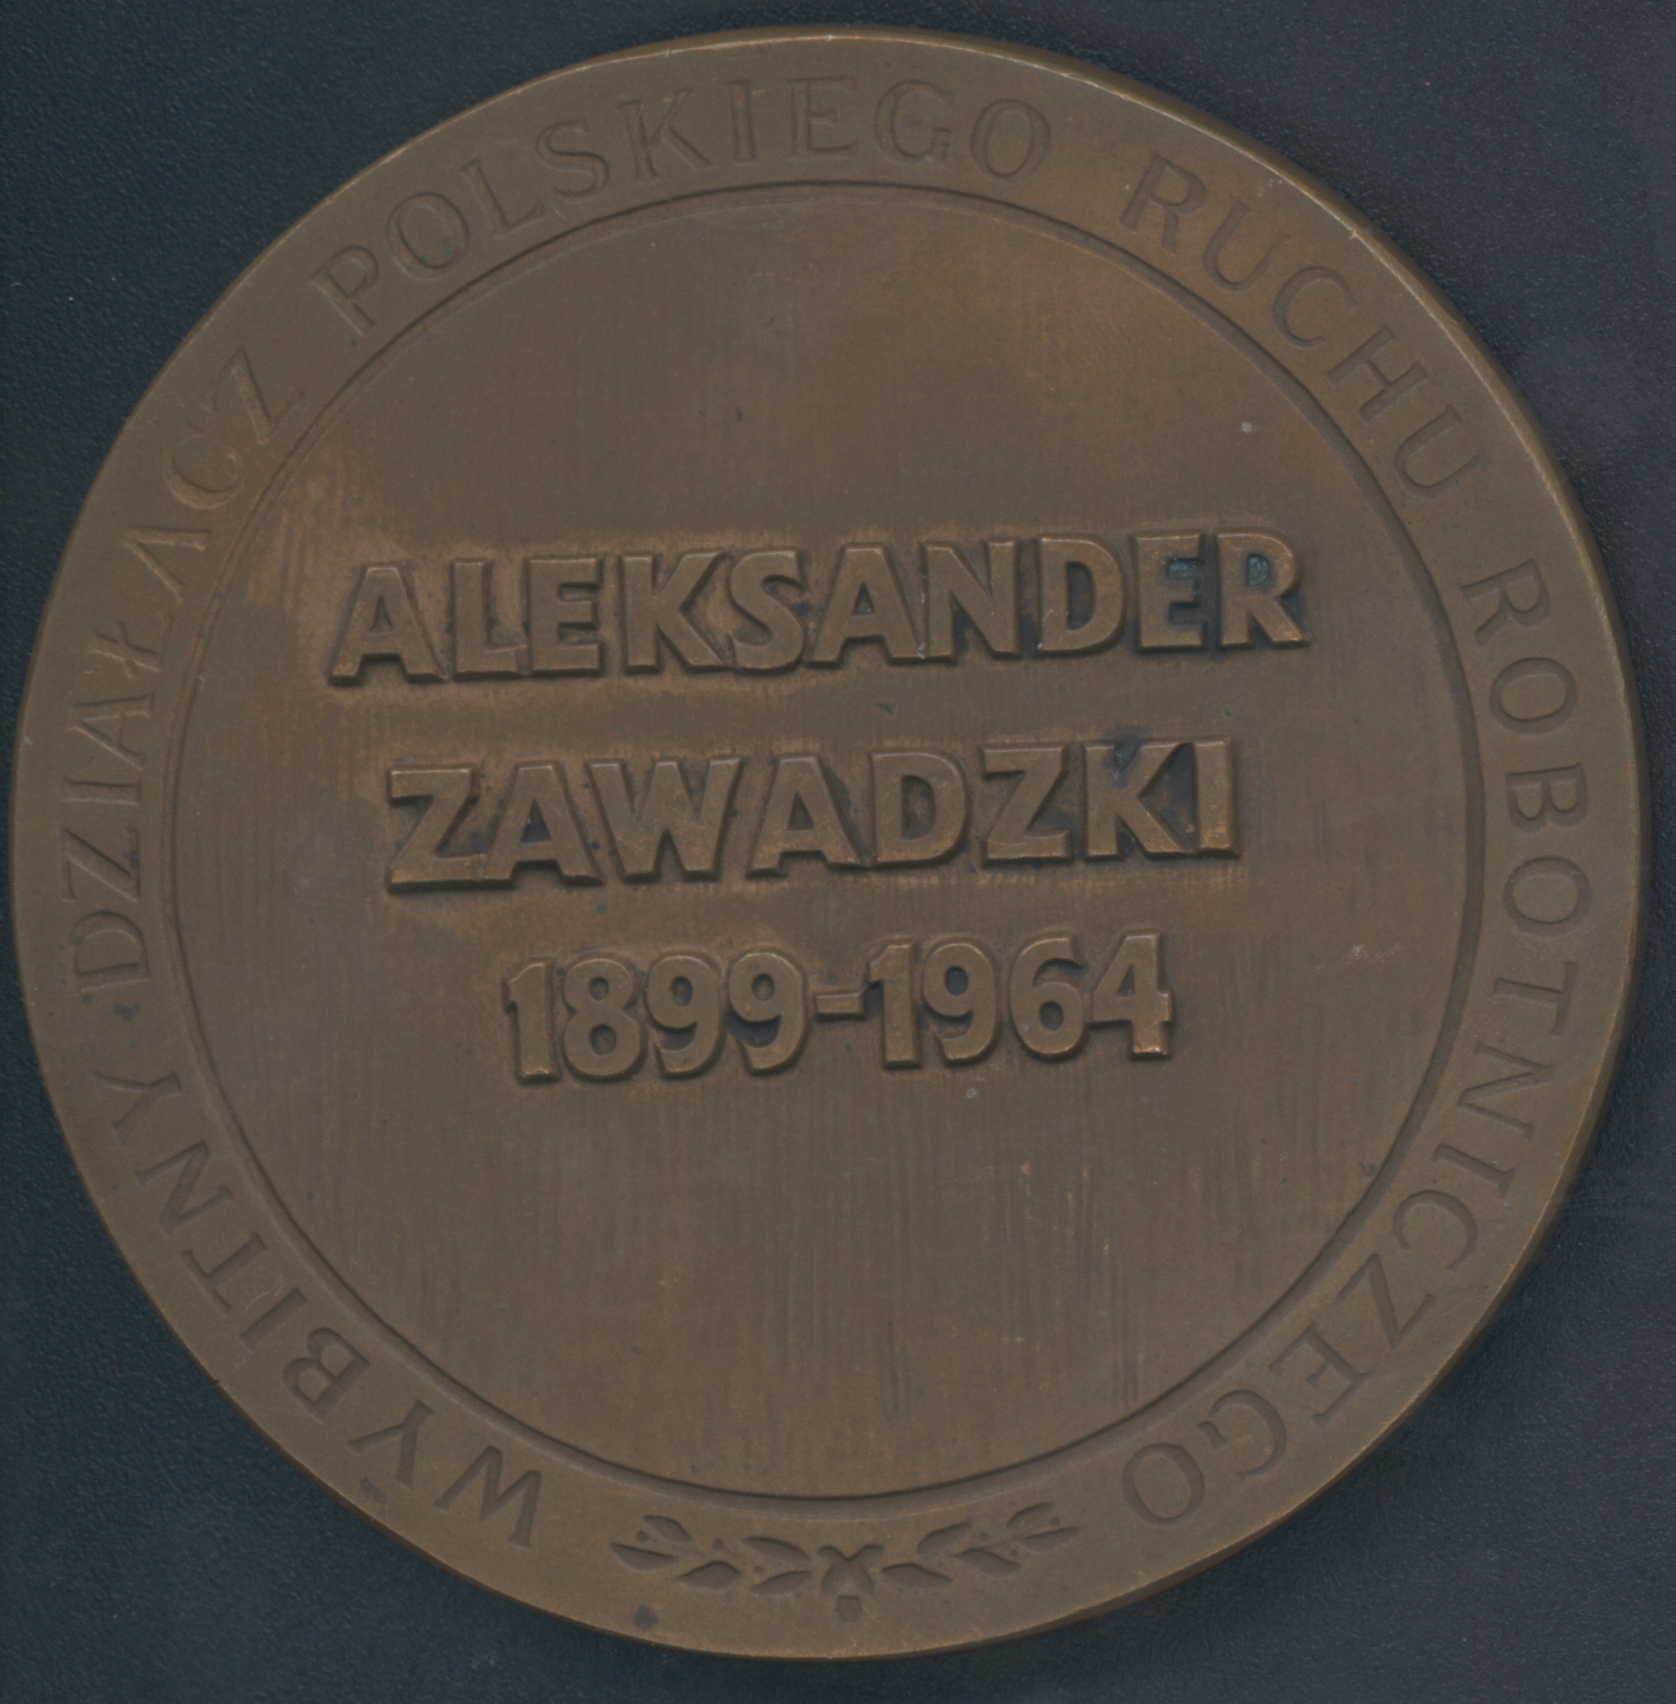 WYBITNY DZIAŁACZ POLSKIEGO RUCHU ROBOTNICZEGO
ALEKSANDER
ZAWADZKI
1899-1964